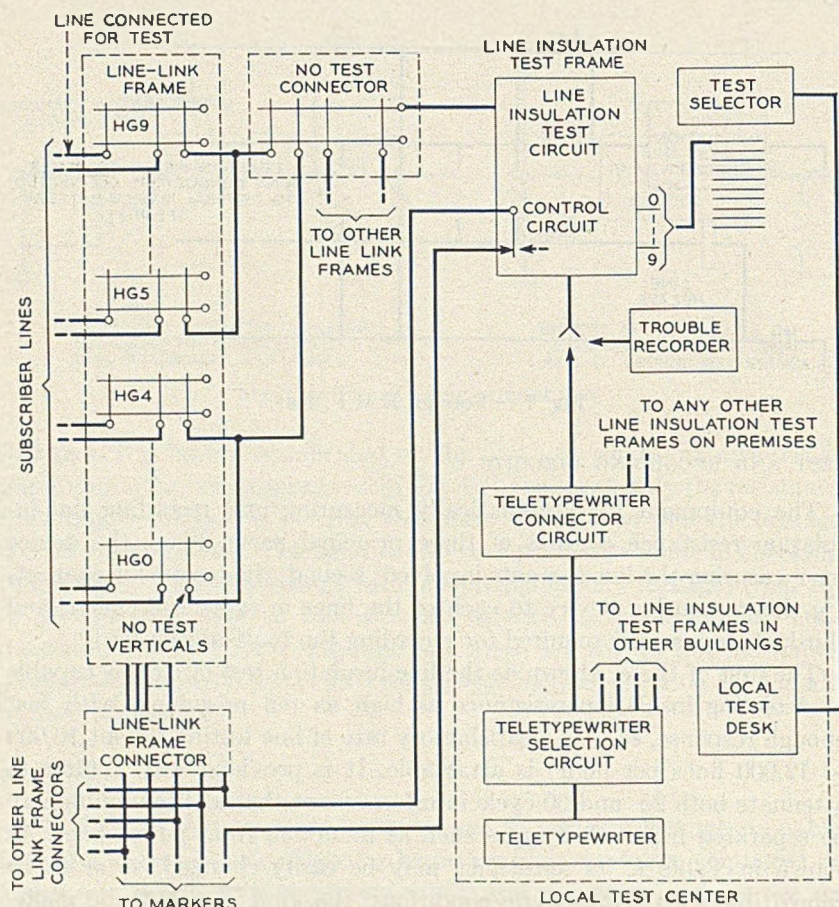 LINE CONNECTED
FOR TEST
LINE-LINK
FRAME
HG9
HG5
HG4
HG0
NO TEST
VERTICALS
SUBSCRIBER LINES
NO TEST
CONNECTOR
TO OTHER
LINE LINK
FRAMES
LINE INSULATION
TEST FRAME
LINE
INSULATION
TEST
CIRCUIT
CONTROL
CIRCUIT
0
9
TEST
SELECTOR
TROUBLE
RECORDER
TO ANY OTHER
LINE INSULATION TEST
FRAMES ON PREMISES
TELETYPEWRITER
CONNECTOR
CIRCUIT
TO LINE INSULATION
TEST FRAMES IN
OTHER BUILDINGS
LOCAL
TEST
DESK
TELETYPEWRITER
SELECTION
CIRCUIT
TELETYPEWRITER
LOCAL TEST CENTER
LINE-LINK
FRAME
CONNECTOR
TO OTHER LINE
LINK FRAME
CONNECTORS
TO MARKERS